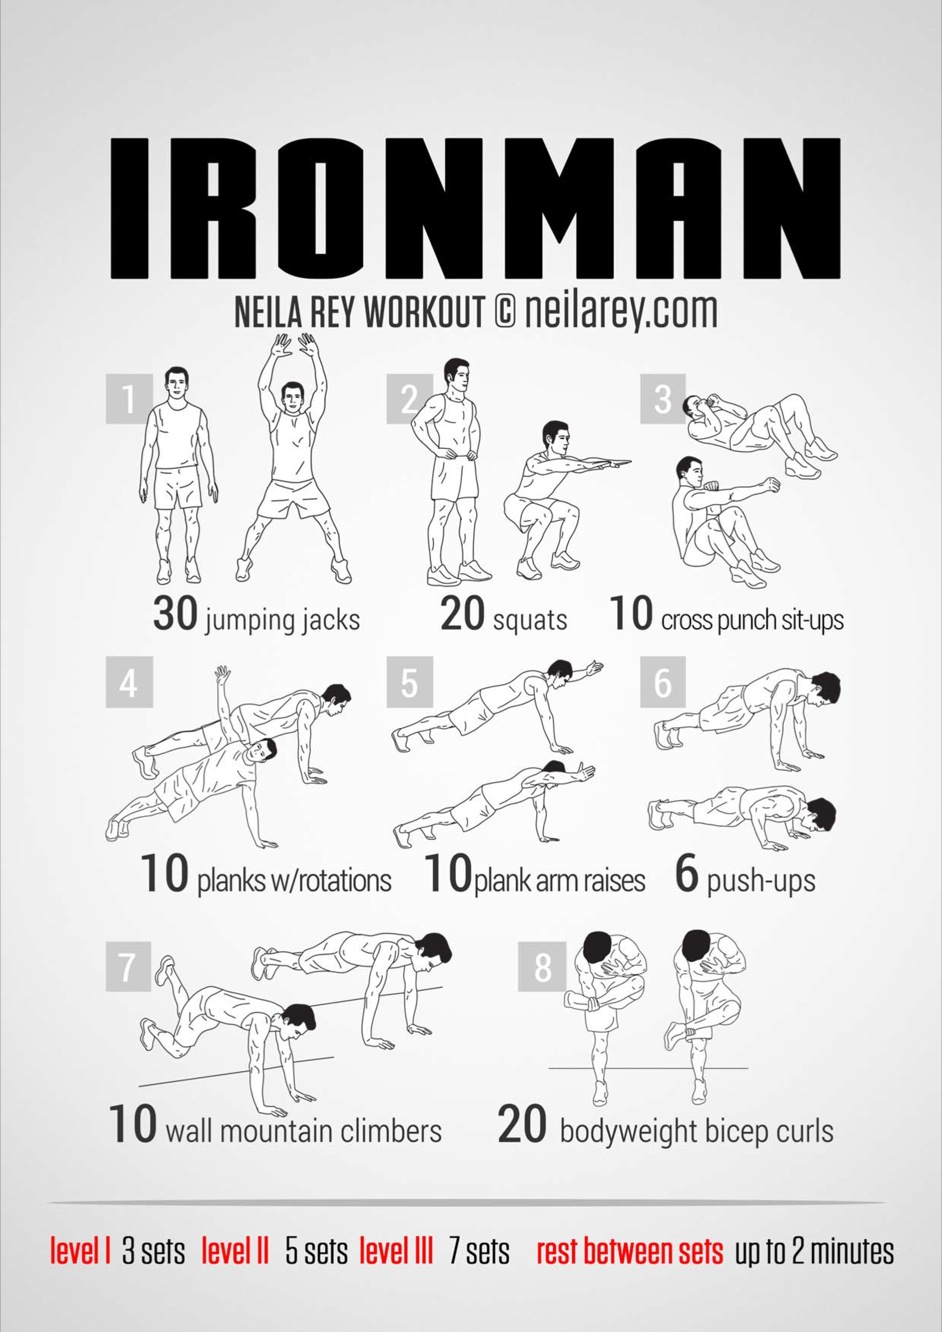 IRONMAN
NEILA REY WORKOUT © neilarey.com
1
2
3
30 jumping jacks
20 squats
10 cross punch sit-ups
4
5
6
10 planks w/rotations
10 plank arm raises
6 push-ups
7
8
10 wall mountain climbers
20 bodyweight bicep curls
level I 3 sets level II 5 sets level III 7 sets rest between sets up to 2 minutes